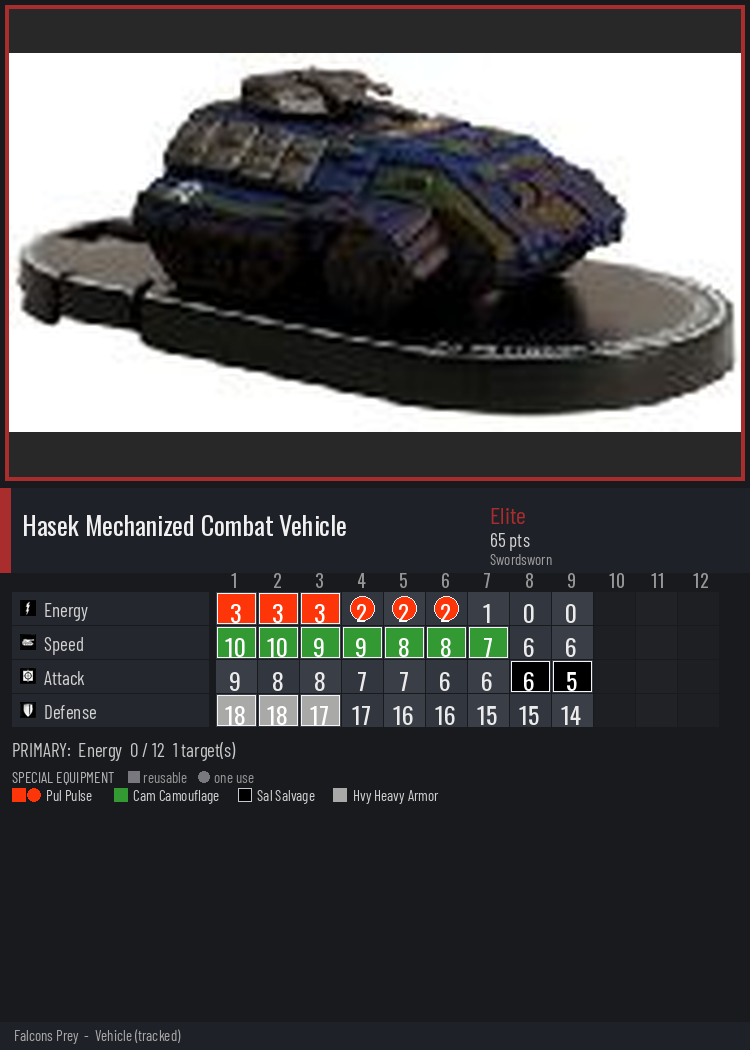 Hasek Mechanized Combat Vehicle
Elite
65 pts
Swordsworn
1 2 3 4 5 6 7 8 9 10 11 12
Energy 3 3 3 2 2 2 1 0 0
Speed 10 10 9 9 8 8 7 6 6
Attack 9 8 8 7 7 6 6 6 5
Defense 18 18 17 17 16 16 15 15 14
PRIMARY: Energy 0 / 12 1 target(s)
SPECIAL EQUIPMENT reusable one use
Pul Pulse Cam Camouflage Sal Salvage Hvy Heavy Armor
Falcons Prey - Vehicle (tracked)